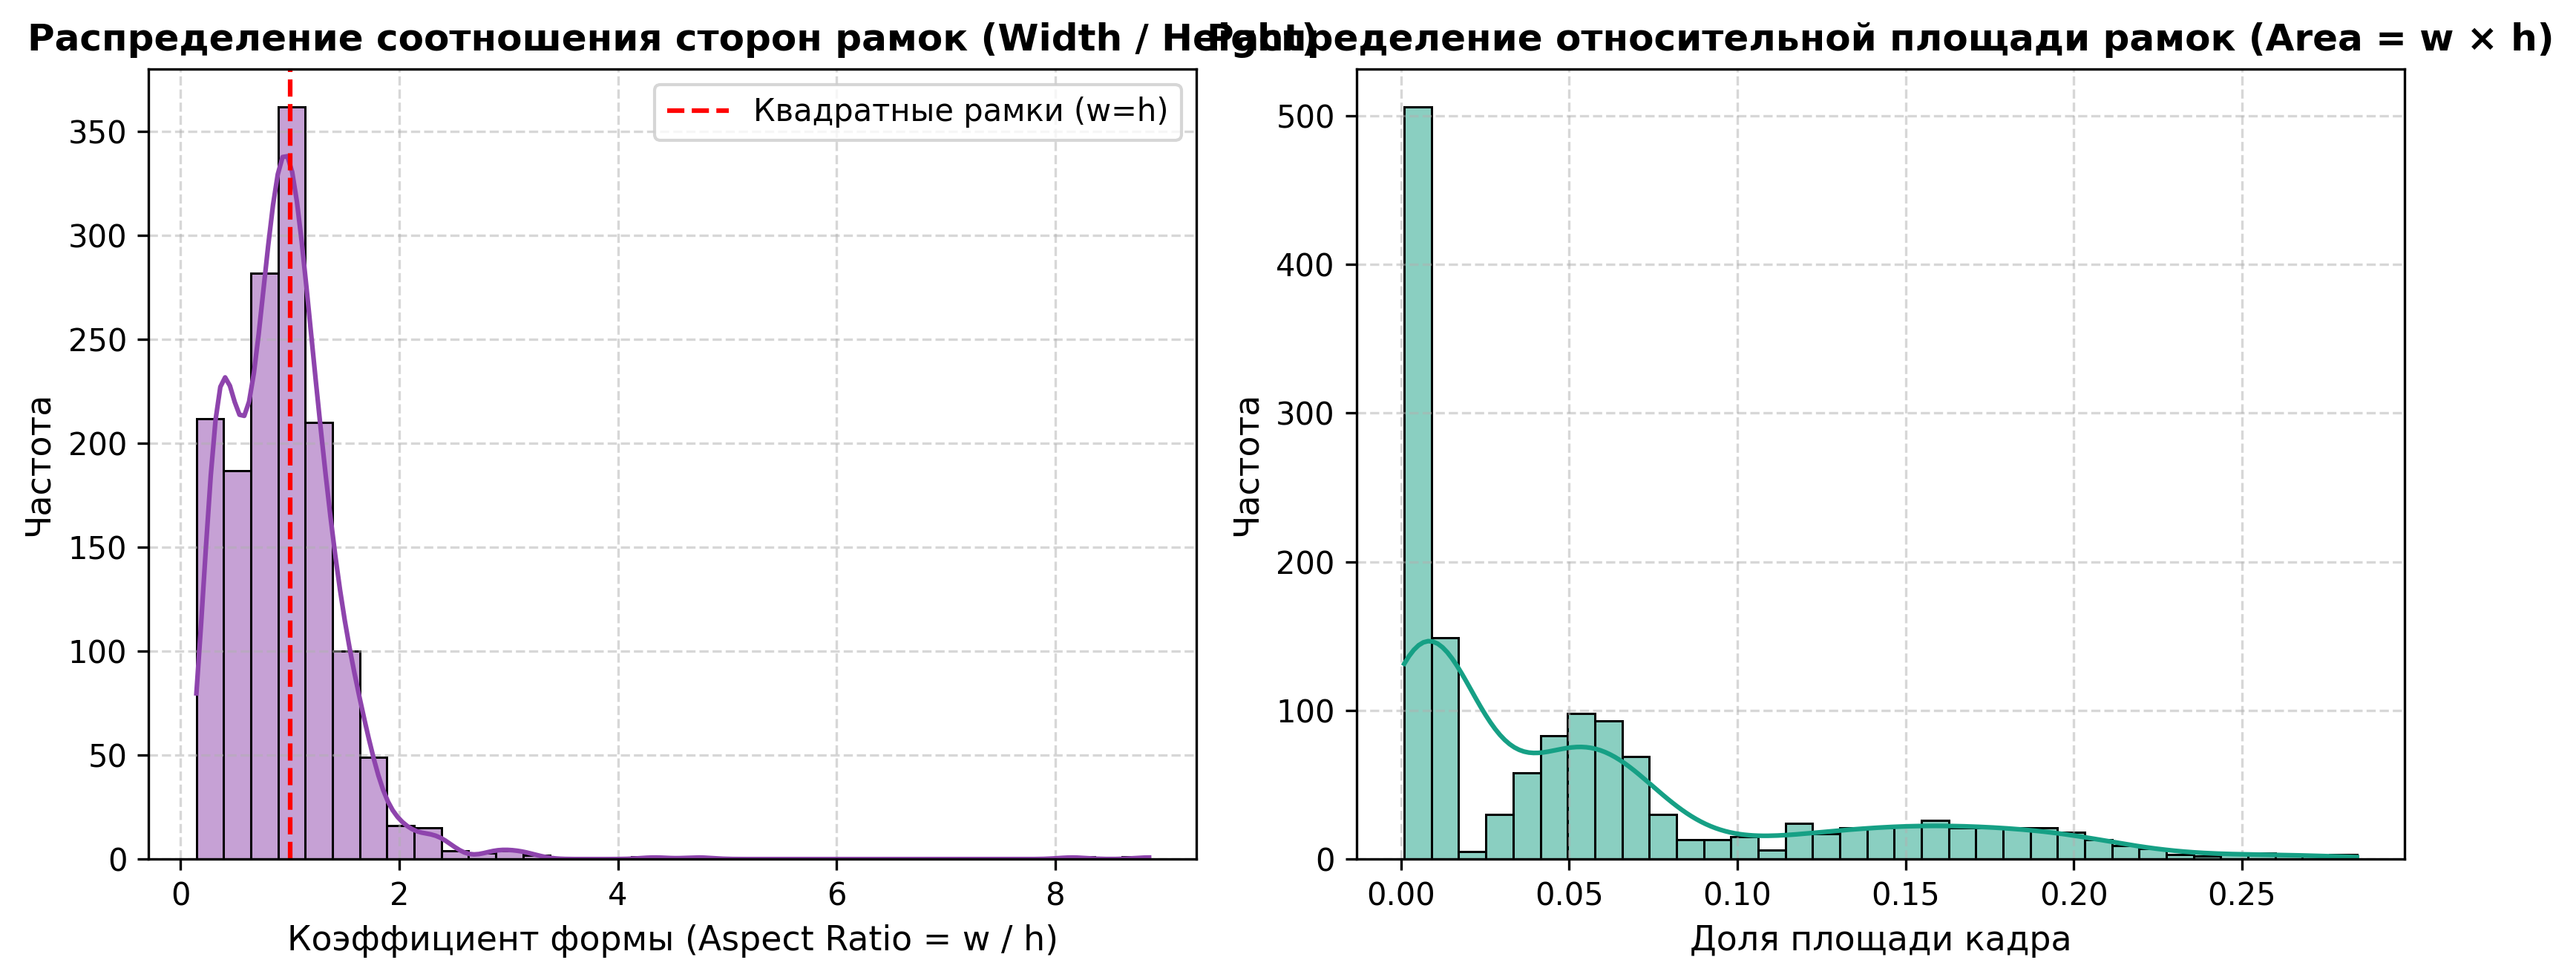 Распределение соотношения сторон рамок (Width / Height)
Квадратные рамки (w=h)
Частота
350
300
250
200
150
100
50
0
0 2 4 6 8
Коэффициент формы (Aspect Ratio = w / h)
Распределение относительной площади рамок (Area = w × h)
Частота
500
400
300
200
100
0
0.00 0.05 0.10 0.15 0.20 0.25
Доля площади кадра